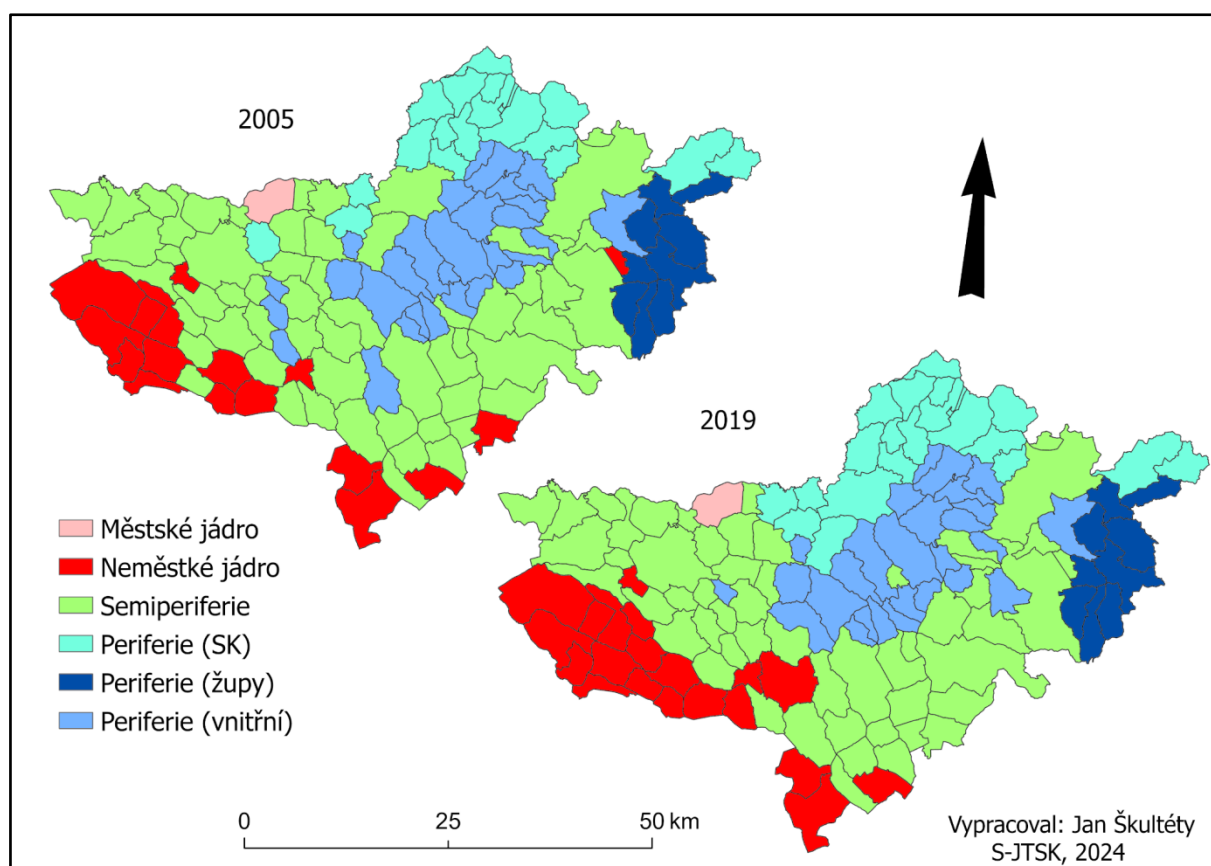 2005
2019
Městské jádro
Neměstké jádro
Semiperiferie
Periferie (SK)
Periferie (župy)
Periferie (vnitřní)
0 25 50 km
Vypracoval: Jan Škultéty
S-JTSK, 2024